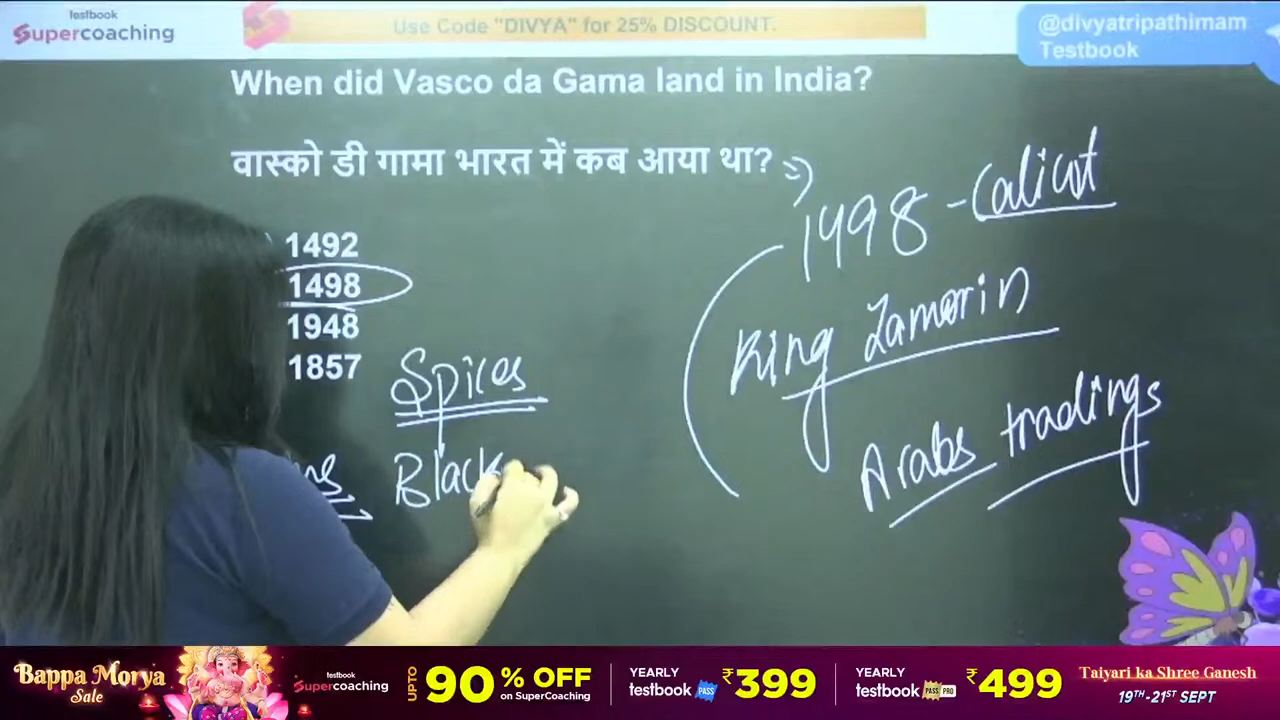 testbook
Supercoaching
Use Code "DIVYA" for 25% DISCOUNT.
@divyatripathimam
Testbook
When did Vasco da Gama land in India?
वास्को डी गामा भारत में कब आया था?
1498 - Calicut
1492
1498
1948
1857
King Zamorin
Spices
Arabs tradings
Black
Bappa Morya
Sale
testbook
Supercoaching
UPTO 90% OFF
on SuperCoaching
YEARLY
testbook PASS
₹399
YEARLY
testbook PASS PRO
₹499
Taiyari ka Shree Ganesh
19TH-21ST SEPT